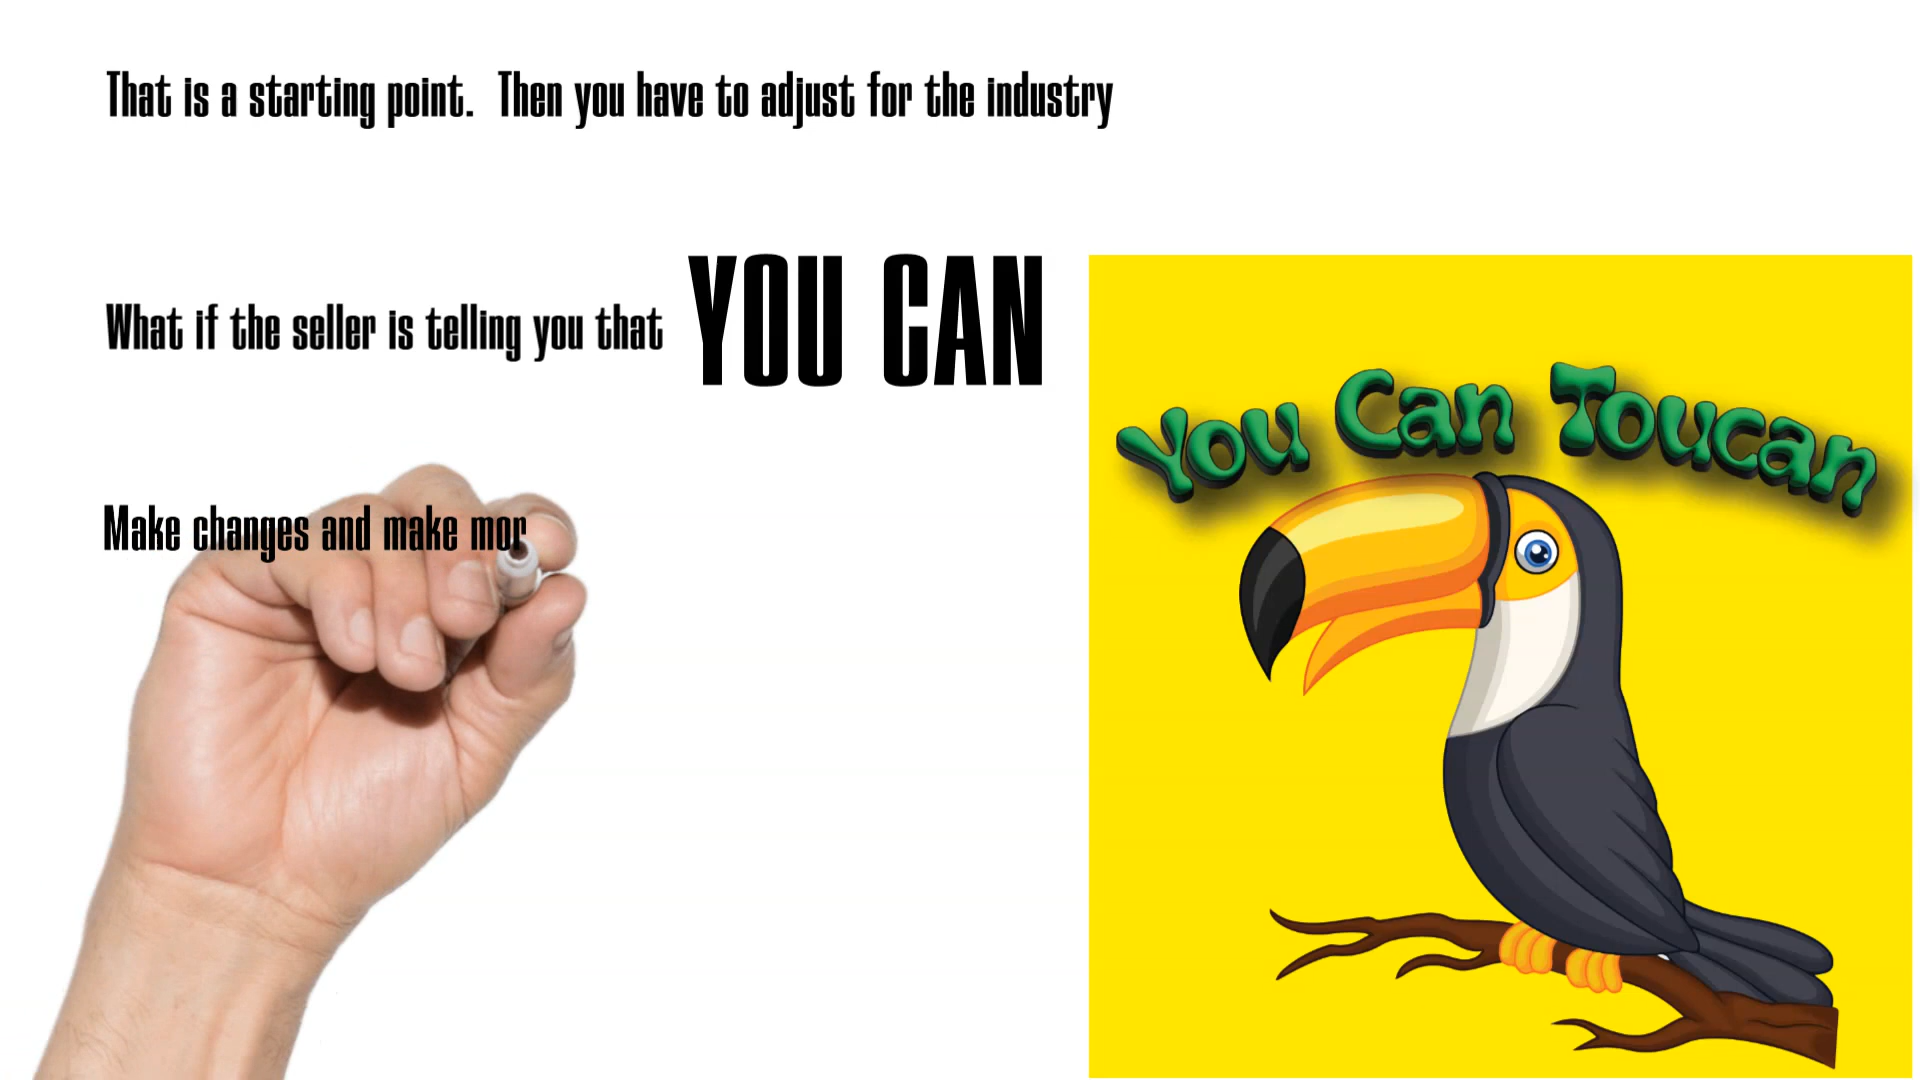 That is a starting point. Then you have to adjust for the industry
What if the seller is telling you that YOU CAN
You Can Toucan
Make changes and make mor